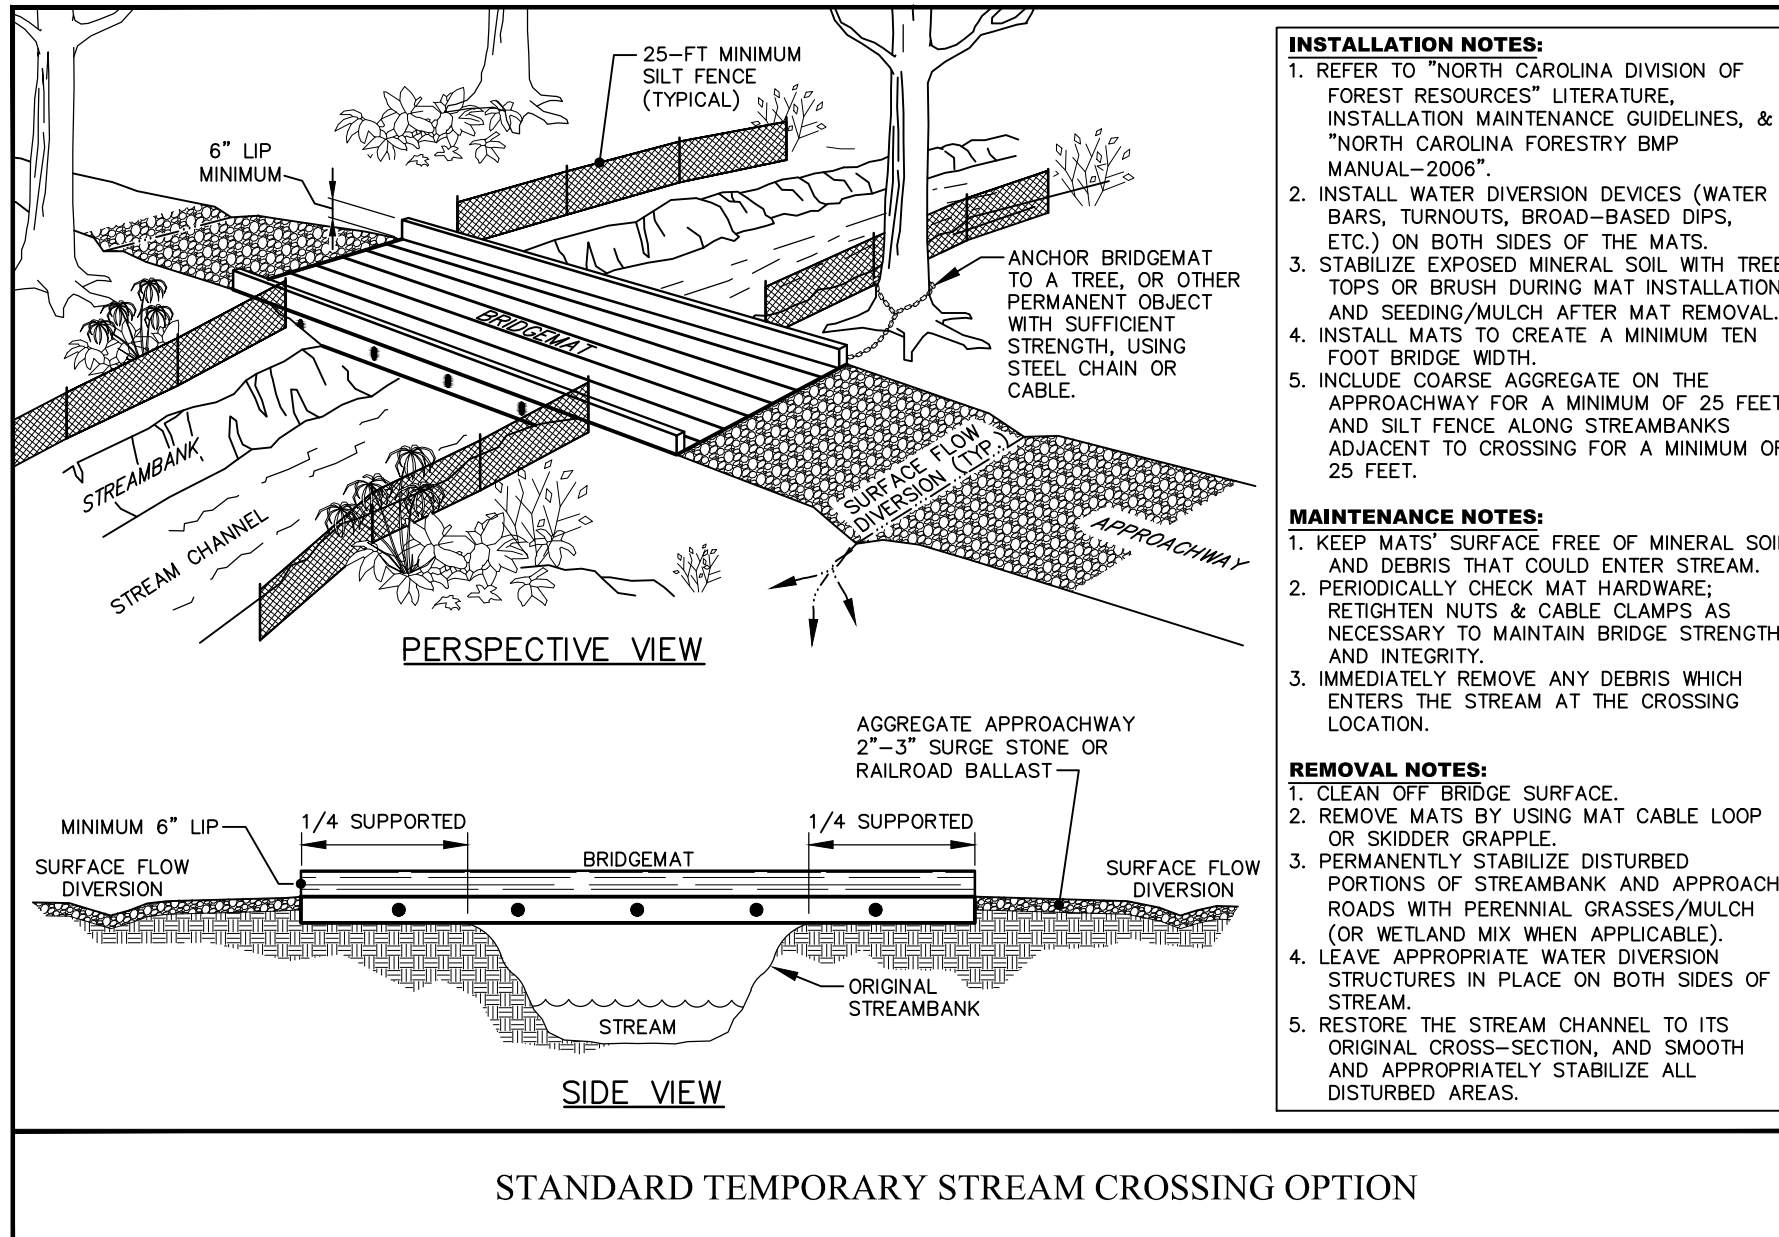 25-FT MINIMUM
SILT FENCE
(TYPICAL)
6" LIP
MINIMUM
ANCHOR BRIDGEMAT
TO A TREE, OR OTHER
PERMANENT OBJECT
WITH SUFFICIENT
STRENGTH, USING
STEEL CHAIN OR
CABLE.
BRIDGEMAT
STREAMBANK
STREAM CHANNEL
SURFACE FLOW
DIVERSION (TYP.)
APPROACHWAY
PERSPECTIVE VIEW
AGGREGATE APPROACHWAY
2"-3" SURGE STONE OR
RAILROAD BALLAST
MINIMUM 6" LIP
1/4 SUPPORTED
1/4 SUPPORTED
BRIDGEMAT
SURFACE FLOW
DIVERSION
SURFACE FLOW
DIVERSION
ORIGINAL
STREAMBANK
STREAM
SIDE VIEW
INSTALLATION NOTES:
1. REFER TO "NORTH CAROLINA DIVISION OF
FOREST RESOURCES" LITERATURE,
INSTALLATION MAINTENANCE GUIDELINES, &
"NORTH CAROLINA FORESTRY BMP
MANUAL-2006".
2. INSTALL WATER DIVERSION DEVICES (WATER
BARS, TURNOUTS, BROAD-BASED DIPS,
ETC.) ON BOTH SIDES OF THE MATS.
3. STABILIZE EXPOSED MINERAL SOIL WITH TREE
TOPS OR BRUSH DURING MAT INSTALLATION
AND SEEDING/MULCH AFTER MAT REMOVAL.
4. INSTALL MATS TO CREATE A MINIMUM TEN
FOOT BRIDGE WIDTH.
5. INCLUDE COARSE AGGREGATE ON THE
APPROACHWAY FOR A MINIMUM OF 25 FEET
AND SILT FENCE ALONG STREAMBANKS
ADJACENT TO CROSSING FOR A MINIMUM OF
25 FEET.
MAINTENANCE NOTES:
1. KEEP MATS' SURFACE FREE OF MINERAL SOIL
AND DEBRIS THAT COULD ENTER STREAM.
2. PERIODICALLY CHECK MAT HARDWARE;
RETIGHTEN NUTS & CABLE CLAMPS AS
NECESSARY TO MAINTAIN BRIDGE STRENGTH
AND INTEGRITY.
3. IMMEDIATELY REMOVE ANY DEBRIS WHICH
ENTERS THE STREAM AT THE CROSSING
LOCATION.
REMOVAL NOTES:
1. CLEAN OFF BRIDGE SURFACE.
2. REMOVE MATS BY USING MAT CABLE LOOP
OR SKIDDER GRAPPLE.
3. PERMANENTLY STABILIZE DISTURBED
PORTIONS OF STREAMBANK AND APPROACH
ROADS WITH PERENNIAL GRASSES/MULCH
(OR WETLAND MIX WHEN APPLICABLE).
4. LEAVE APPROPRIATE WATER DIVERSION
STRUCTURES IN PLACE ON BOTH SIDES OF
STREAM.
5. RESTORE THE STREAM CHANNEL TO ITS
ORIGINAL CROSS-SECTION, AND SMOOTH
AND APPROPRIATELY STABILIZE ALL
DISTURBED AREAS.
STANDARD TEMPORARY STREAM CROSSING OPTION